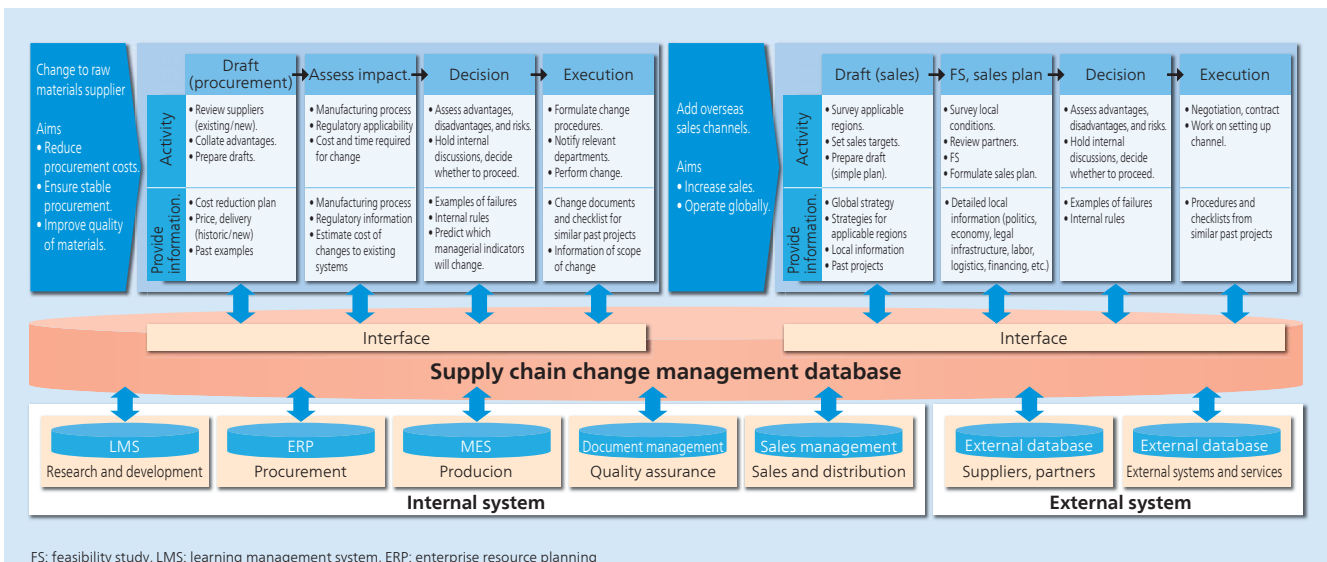 Change to raw
materials supplier
Aims
• Reduce
procurement costs.
• Ensure stable
procurement.
• Improve quality
of materials.
Draft
(procurement)
Assess impact.
Decision
Execution
Activity
• Review suppliers
(existing/new).
• Collate advantages.
• Prepare drafts.
• Manufacturing process
• Regulatory applicability
• Cost and time required
for change
• Assess advantages,
disadvantages, and risks.
• Hold internal
discussions, decide
whether to proceed.
• Formulate change
procedures.
• Notify relevant
departments.
• Perform change.
Provide
information.
• Cost reduction plan
• Price, delivery
(historic/new)
• Past examples
• Manufacturing process
• Regulatory information
• Estimate cost of
changes to existing
systems
• Examples of failures
• Internal rules
• Predict which
managerial indicators
will change.
• Change documents
and checklist for
similar past projects
• Information of scope
of change
Add overseas
sales channels.
Aims
• Increase sales.
• Operate globally.
Draft (sales)
FS, sales plan
Decision
Execution
Activity
• Survey applicable
regions.
• Set sales targets.
• Prepare draft
(simple plan).
• Survey local
conditions.
• Review partners.
• FS
• Formulate sales plan.
• Assess advantages,
disadvantages, and risks.
• Hold internal
discussions, decide
whether to proceed.
• Negotiation, contract
• Work on setting up
channel.
Provide
information.
• Global strategy
• Strategies for
applicable regions
• Local information
• Past projects
• Detailed local
information (politics,
economy, legal
infrastructure, labor,
logistics, financing, etc.)
• Examples of failures
• Internal rules
• Procedures and
checklists from
similar past projects
Interface
Interface
Supply chain change management database
LMS
Research and development
ERP
Procurement
MES
Producion
Document management
Quality assurance
Sales management
Sales and distribution
Internal system
External database
Suppliers, partners
External database
External systems and services
External system
FS: feasibility study, LMS: learning management system, ERP: enterprise resource planning